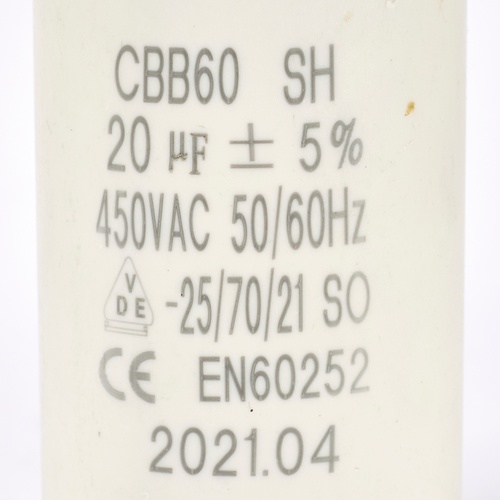 CBB60 SH
20 µF ± 5%
450VAC 50/60Hz
VDE -25/70/21 SO
CE EN60252
2021.04